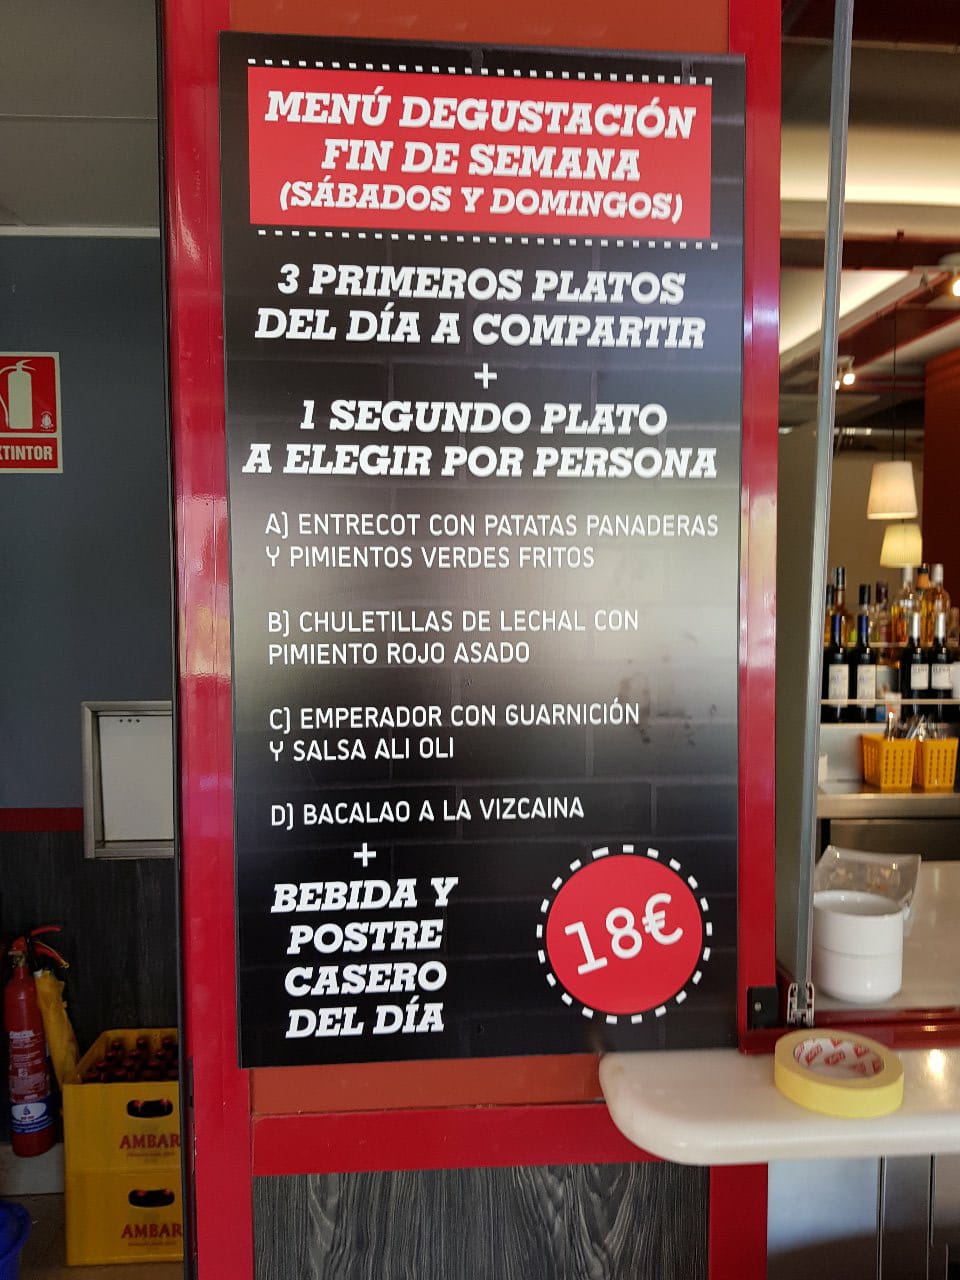 MENÚ DEGUSTACIÓN
FIN DE SEMANA
(SÁBADOS Y DOMINGOS)
3 PRIMEROS PLATOS
DEL DÍA A COMPARTIR
+
1 SEGUNDO PLATO
A ELEGIR POR PERSONA
A) ENTRECOT CON PATATAS PANADERAS
Y PIMIENTOS VERDES FRITOS
B) CHULETILLAS DE LECHAL CON
PIMIENTO ROJO ASADO
C) EMPERADOR CON GUARNICIÓN
Y SALSA ALI OLI
D) BACALAO A LA VIZCAINA
+
BEBIDA Y
POSTRE
CASERO
DEL DÍA
18€
XTINTOR
AMBAR
AMBAR